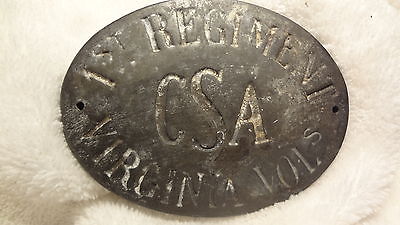 1ST REGIMENT
CSA
VIRGINIA VOLS